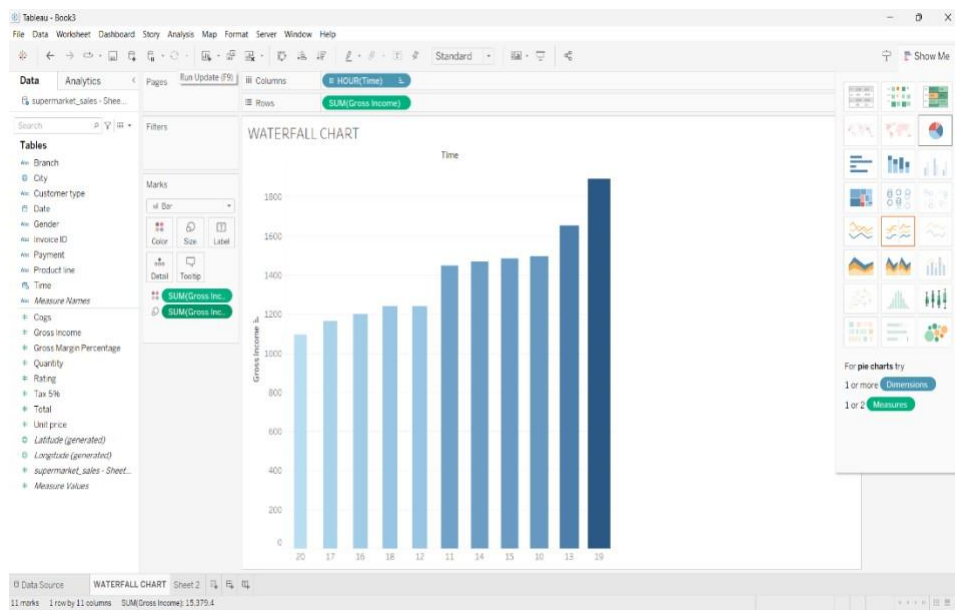 Tableau - Book3
File Data Worksheet Dashboard Story Analysis Map Format Server Window Help
Standard
Show Me
Data Analytics
supermarket_sales - Shee...
Search
Tables
Branch
City
Customer type
Date
Gender
Invoice ID
Payment
Product line
Time
Measure Names
Cogs
Gross Income
Gross Margin Percentage
Quantity
Rating
Tax 5%
Total
Unit price
Latitude (generated)
Longitude (generated)
supermarket_sales - Sheet...
Measure Values
Pages
Run Update (F9)
Filters
Marks
Bar
Color Size Label
Detail Tooltip
SUM(Gross Inc..
SUM(Gross Inc..
Columns
HOUR(Time)
Rows
SUM(Gross Income)
WATERFALL CHART
Time
Gross Income
1800
1600
1400
1200
1000
800
600
400
200
0
20 17 16 18 12 11 14 15 10 13 19
For pie charts try
1 or more Dimensions
1 or 2 Measures
Data Source WATERFALL CHART Sheet 2
11 marks 1 row by 11 columns SUM(Gross Income): 15,379.4